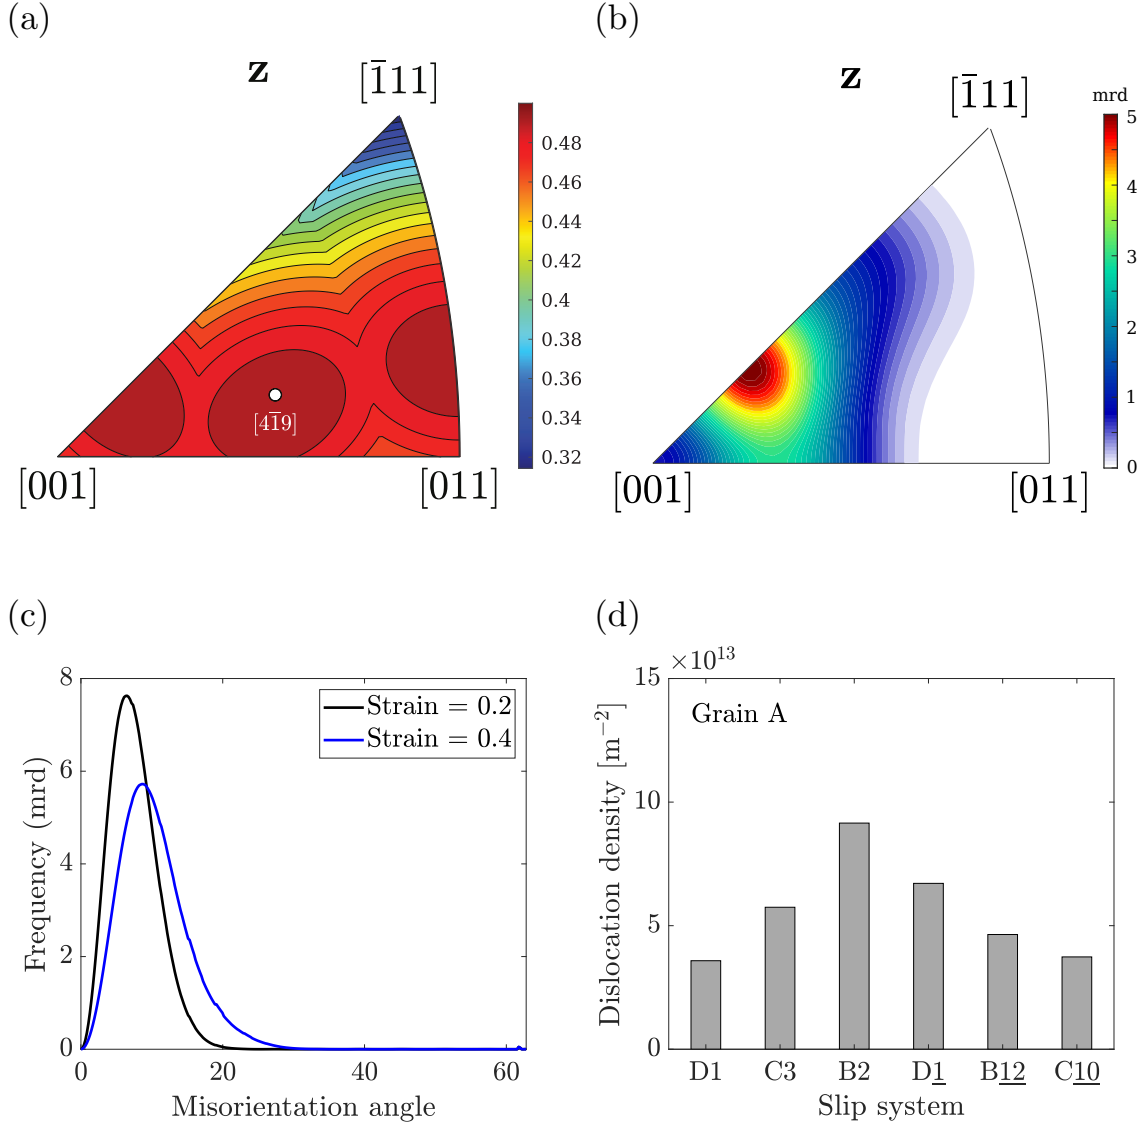 (a)
z
[1̅11]
0.48
0.46
0.44
0.42
0.4
0.38
0.36
0.34
0.32
[41̅9]
[001]
[011]
(b)
z
[1̅11]
mrd
5
4
3
2
1
0
[001]
[011]
(c)
8
6
4
2
0
Frequency (mrd)
Strain = 0.2
Strain = 0.4
0
20
40
60
Misorientation angle
(d)
×10¹³
15
10
5
0
Dislocation density [m⁻²]
Grain A
D1
C3
B2
D1
B12
C10
Slip system